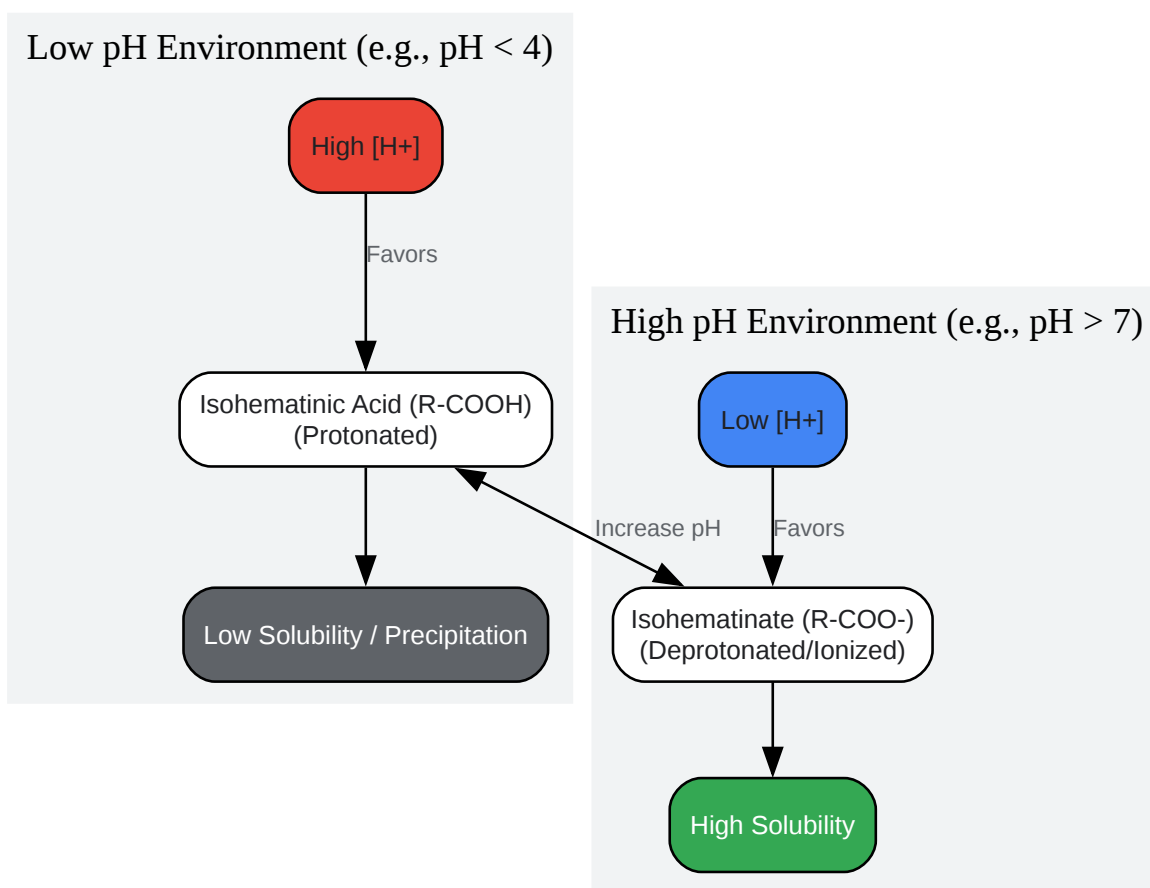 Low pH Environment (e.g., pH < 4)
High [H+]
Favors
Isohematinic Acid (R-COOH)
(Protonated)
Low Solubility / Precipitation
Increase pH
High pH Environment (e.g., pH > 7)
Low [H+]
Favors
Isohematinate (R-COO-)
(Deprotonated/Ionized)
High Solubility